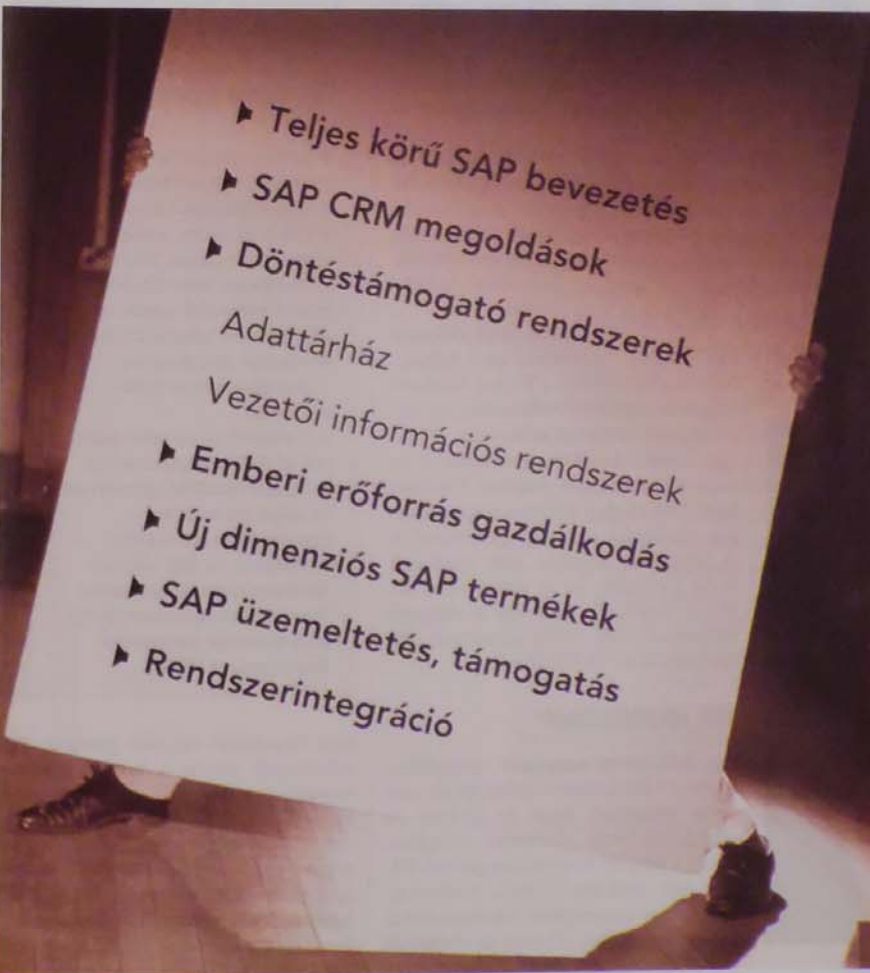 ▶ Teljes körű SAP bevezetés
▶ SAP CRM megoldások
▶ Döntéstámogató rendszerek
Adattárház
Vezetői információs rendszerek
▶ Emberi erőforrás gazdálkodás
▶ Új dimenziós SAP termékek
▶ SAP üzemeltetés, támogatás
▶ Rendszerintegráció